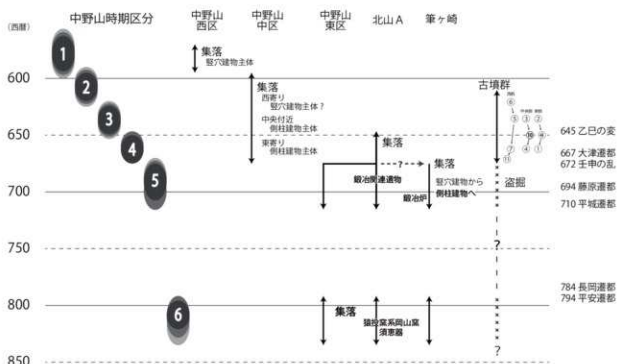 (西暦)
中野山時期区分
中野山
西区
中野山
中区
中野山
東区
北山A
筆ヶ崎
1
2
3
4
5
6
600
650
700
750
800
850
集落
竪穴建物主体
集落
西寄り
竪穴建物主体?
中央付近
側柱建物主体
東寄り
側柱建物主体
集落
?
鍛冶関連遺物
集落
竪穴建物から
側柱建物へ
鍛冶炉
古墳群
⑥
⑤
③
②
⑦
④
①
盗掘
?
?
集落
猿投窯系岡山窯
須恵器
645 乙巳の変
667 大津遷都
672 壬申の乱
694 藤原遷都
710 平城遷都
784 長岡遷都
794 平安遷都